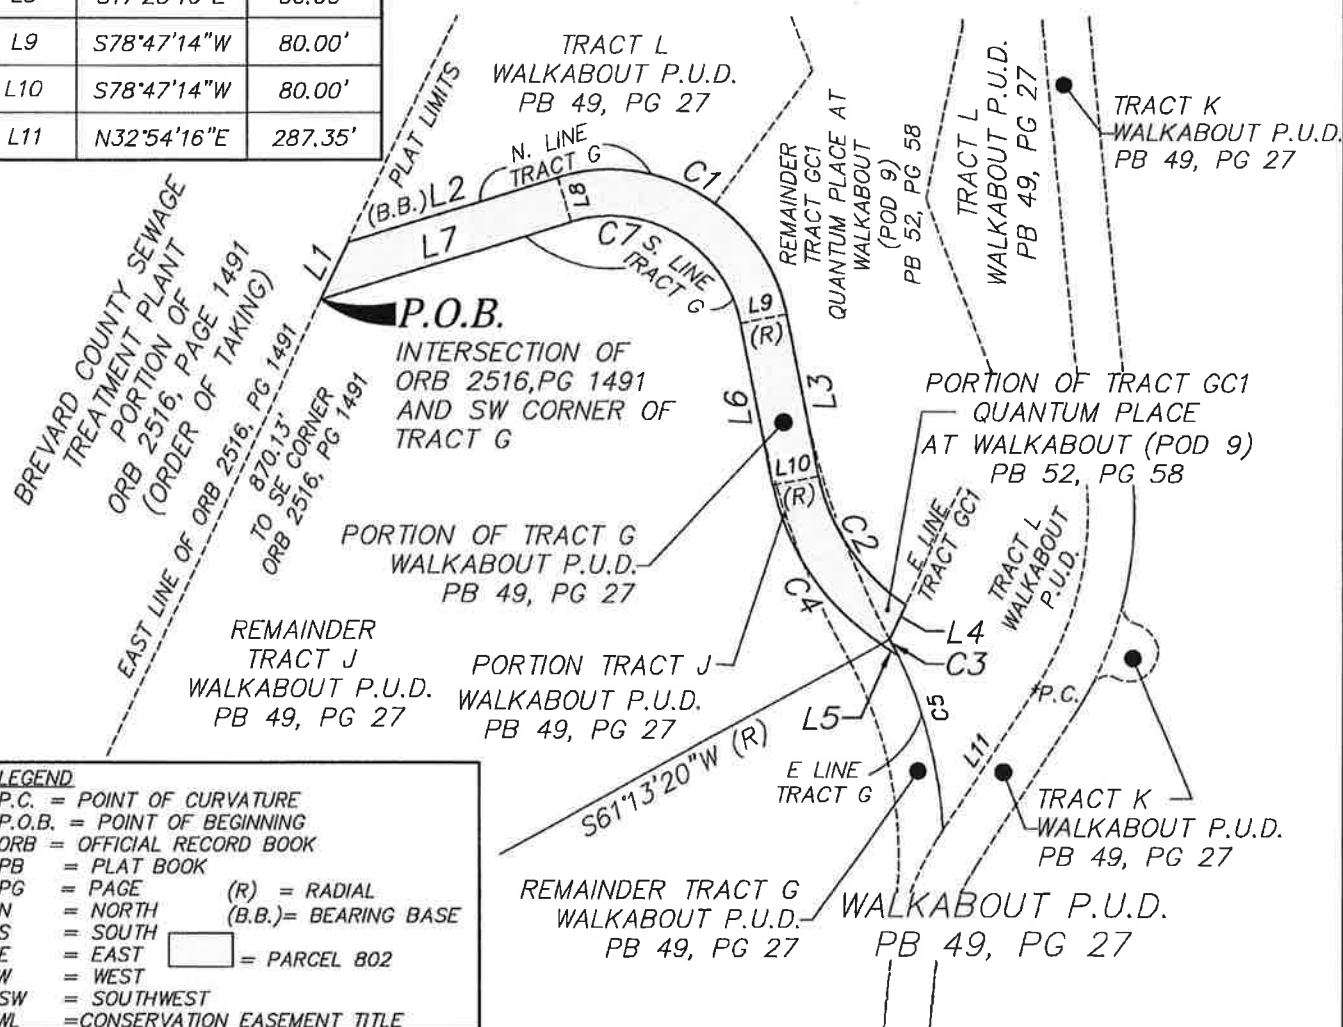 L9 S78°47'14"W 80.00'
L10 S78°47'14"W 80.00'
L11 N32°54'16"E 287.35'
PLAT LIMITS
TRACT L
WALKABOUT P.U.D.
PB 49, PG 27
N. LINE
TRACT G
(B.B.) L2
L8
C1
L1
L7
C7
S. LINE
TRACT G
REMAINDER
TRACT GC1
QUANTUM PLACE AT
WALKABOUT
(POD 9)
PB 52, PG 58
TRACT L
WALKABOUT P.U.D.
PB 49, PG 27
TRACT K
WALKABOUT P.U.D.
PB 49, PG 27
BREVARD COUNTY SEWAGE
TREATMENT PLANT
PORTION OF
ORB 2516, PAGE 1491
(ORDER OF TAKING)
EAST LINE OF ORB 2516, PG 1491
870.13'
TO SE CORNER
ORB 2516, PG 1491
P.O.B.
INTERSECTION OF
ORB 2516,PG 1491
AND SW CORNER OF
TRACT G
L9
(R)
L6
L3
L10
(R)
PORTION OF TRACT GC1
QUANTUM PLACE
AT WALKABOUT (POD 9)
PB 52, PG 58
PORTION OF TRACT G
WALKABOUT P.U.D.
PB 49, PG 27
C2
C4
E LINE
TRACT GC1
TRACT L
WALKABOUT
P.U.D.
REMAINDER
TRACT J
WALKABOUT P.U.D.
PB 49, PG 27
PORTION TRACT J
WALKABOUT P.U.D.
PB 49, PG 27
L4
C3
L5
C5
*P.C.
L11
S61°13'20"W (R)
E LINE
TRACT G
TRACT K
WALKABOUT P.U.D.
PB 49, PG 27
REMAINDER TRACT G
WALKABOUT P.U.D.
PB 49, PG 27
WALKABOUT P.U.D.
PB 49, PG 27
LEGEND
P.C. = POINT OF CURVATURE
P.O.B. = POINT OF BEGINNING
ORB = OFFICIAL RECORD BOOK
PB = PLAT BOOK
PG = PAGE (R) = RADIAL
N = NORTH (B.B.)= BEARING BASE
S = SOUTH
E = EAST = PARCEL 802
W = WEST
SW = SOUTHWEST
WL =CONSERVATION EASEMENT TITLE